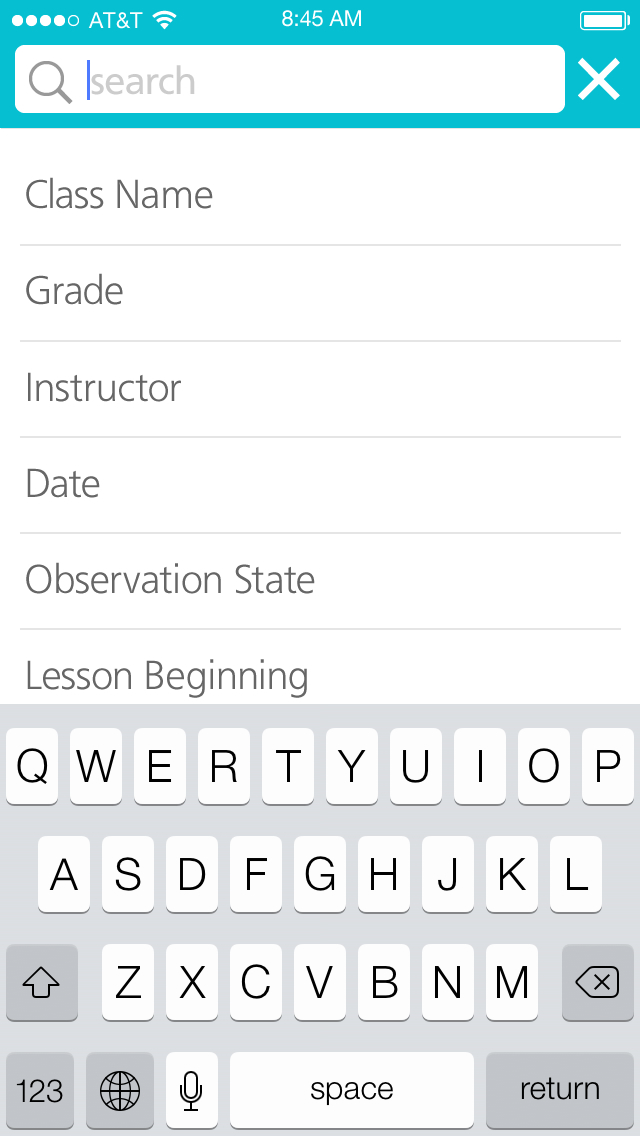 AT&T 8:45 AM
search
Class Name
Grade
Instructor
Date
Observation State
Lesson Beginning
Q W E R T Y U I O P
A S D F G H J K L
Z X C V B N M
123 space return